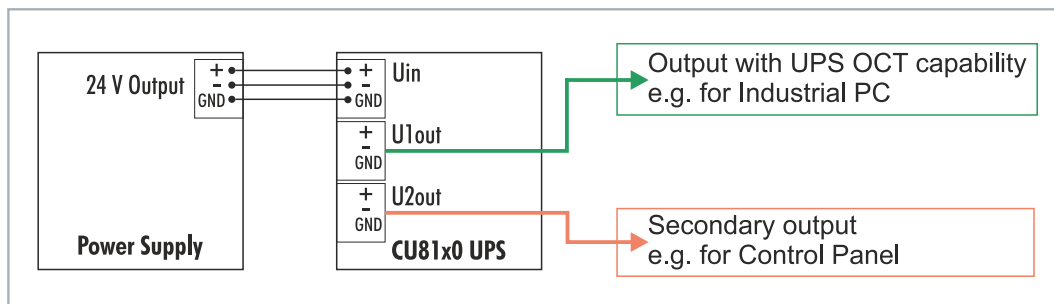 24 V Output
+
-
GND
Power Supply
+
-
GND
Uin
+
-
GND
U1out
+
-
GND
U2out
CU81x0 UPS
Output with UPS OCT capability
e.g. for Industrial PC
Secondary output
e.g. for Control Panel